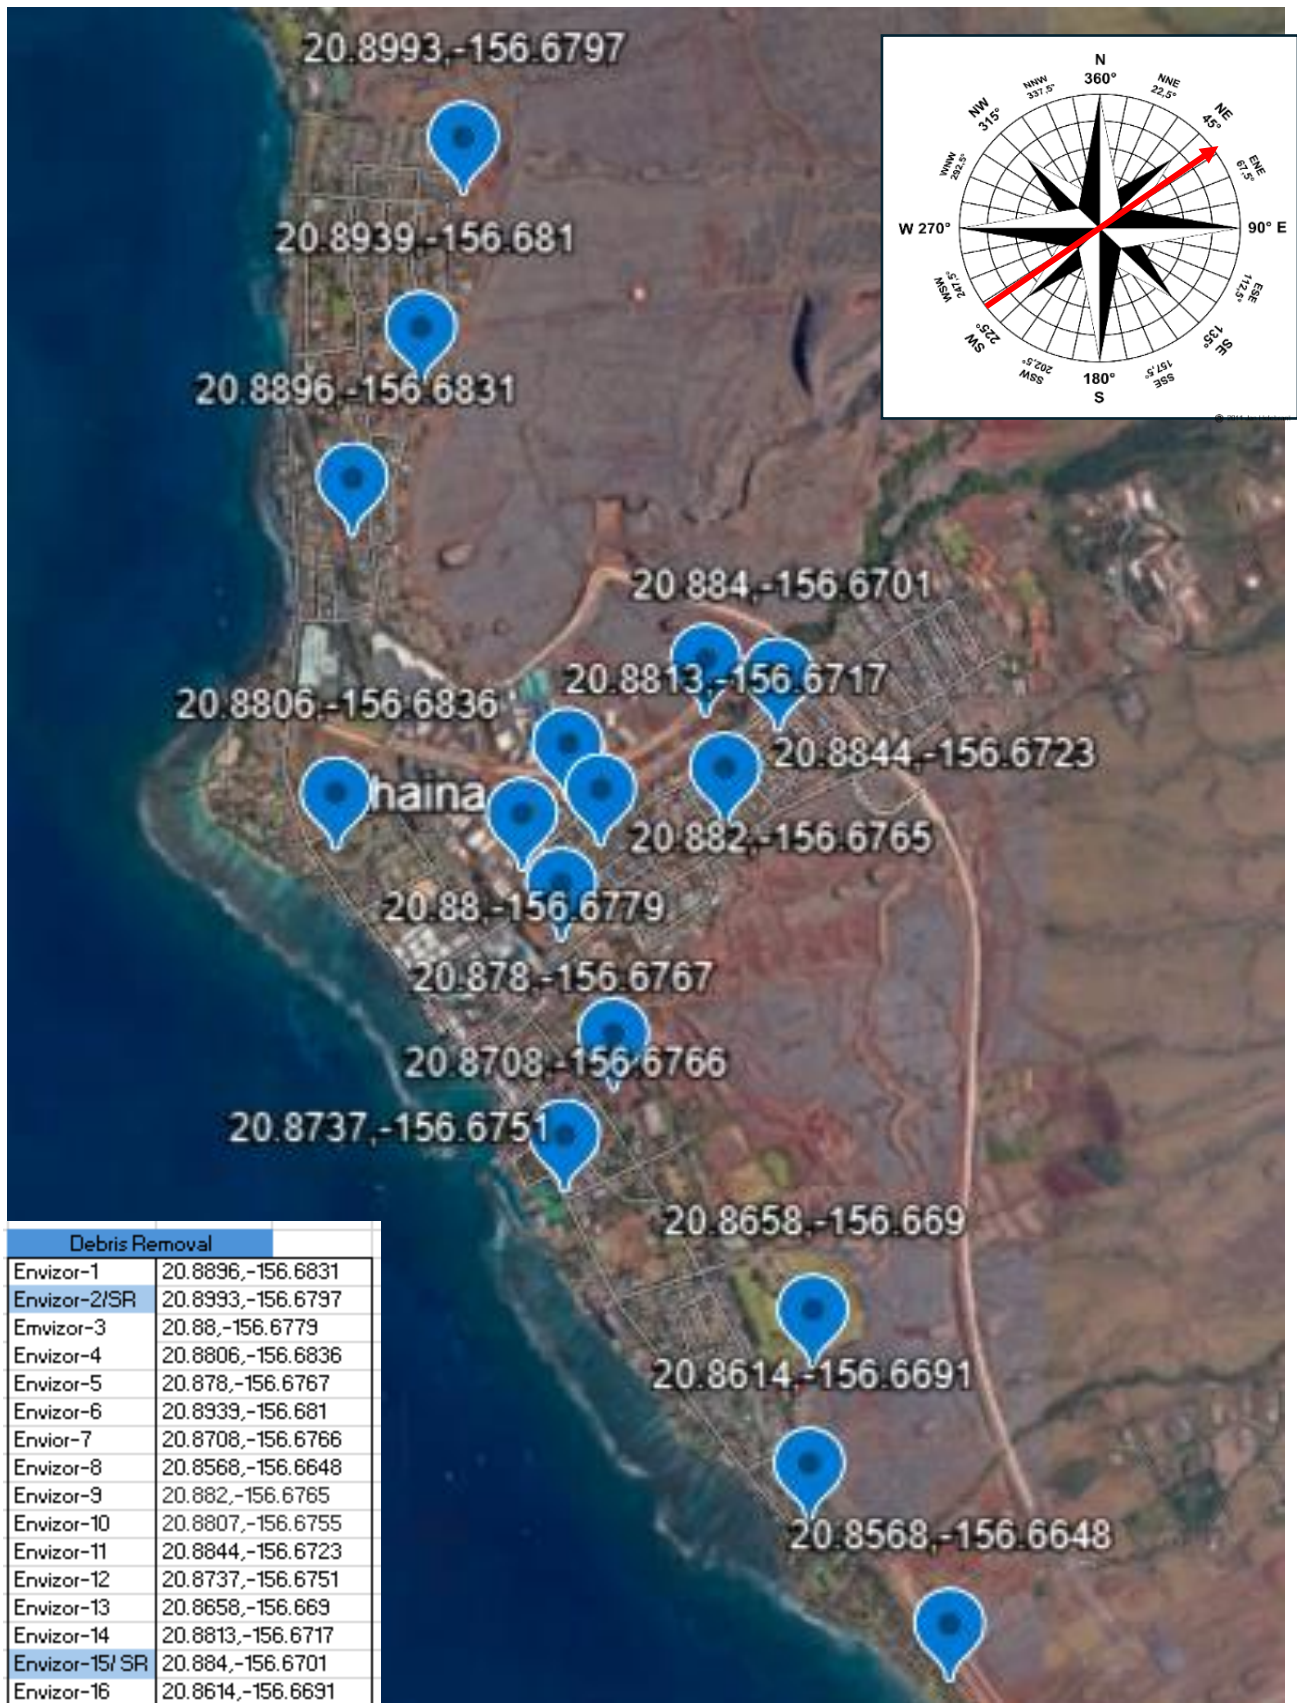 20.8993,-156.6797
20.8939,-156.681
20.8896,-156.6831
20.884,-156.6701
20.8813,-156.6717
20.8806,-156.6836
20.8844,-156.6723
haina
20.882,-156.6765
20.88,-156.6779
20.878,-156.6767
20.8708,-156.6766
20.8737,-156.6751
20.8658,-156.669
20.8614,-156.6691
20.8568,-156.6648
N
360°
NNW
337,5°
NNE
22,5°
NW
315°
NE
45°
WNW
292,5°
ENE
67,5°
W 270°
90° E
WSW
247,5°
ESE
112,5°
SW
225°
SE
135°
SSW
202,5°
SSE
157,5°
180°
S
Debris Removal
Envizor-1 20.8896,-156.6831
Envizor-2/SR 20.8993,-156.6797
Emvizor-3 20.88,-156.6779
Envizor-4 20.8806,-156.6836
Envizor-5 20.878,-156.6767
Envizor-6 20.8939,-156.681
Envior-7 20.8708,-156.6766
Envizor-8 20.8568,-156.6648
Envizor-9 20.882,-156.6765
Envizor-10 20.8807,-156.6755
Envizor-11 20.8844,-156.6723
Envizor-12 20.8737,-156.6751
Envizor-13 20.8658,-156.669
Envizor-14 20.8813,-156.6717
Envizor-15/ SR 20.884,-156.6701
Envizor-16 20.8614,-156.6691